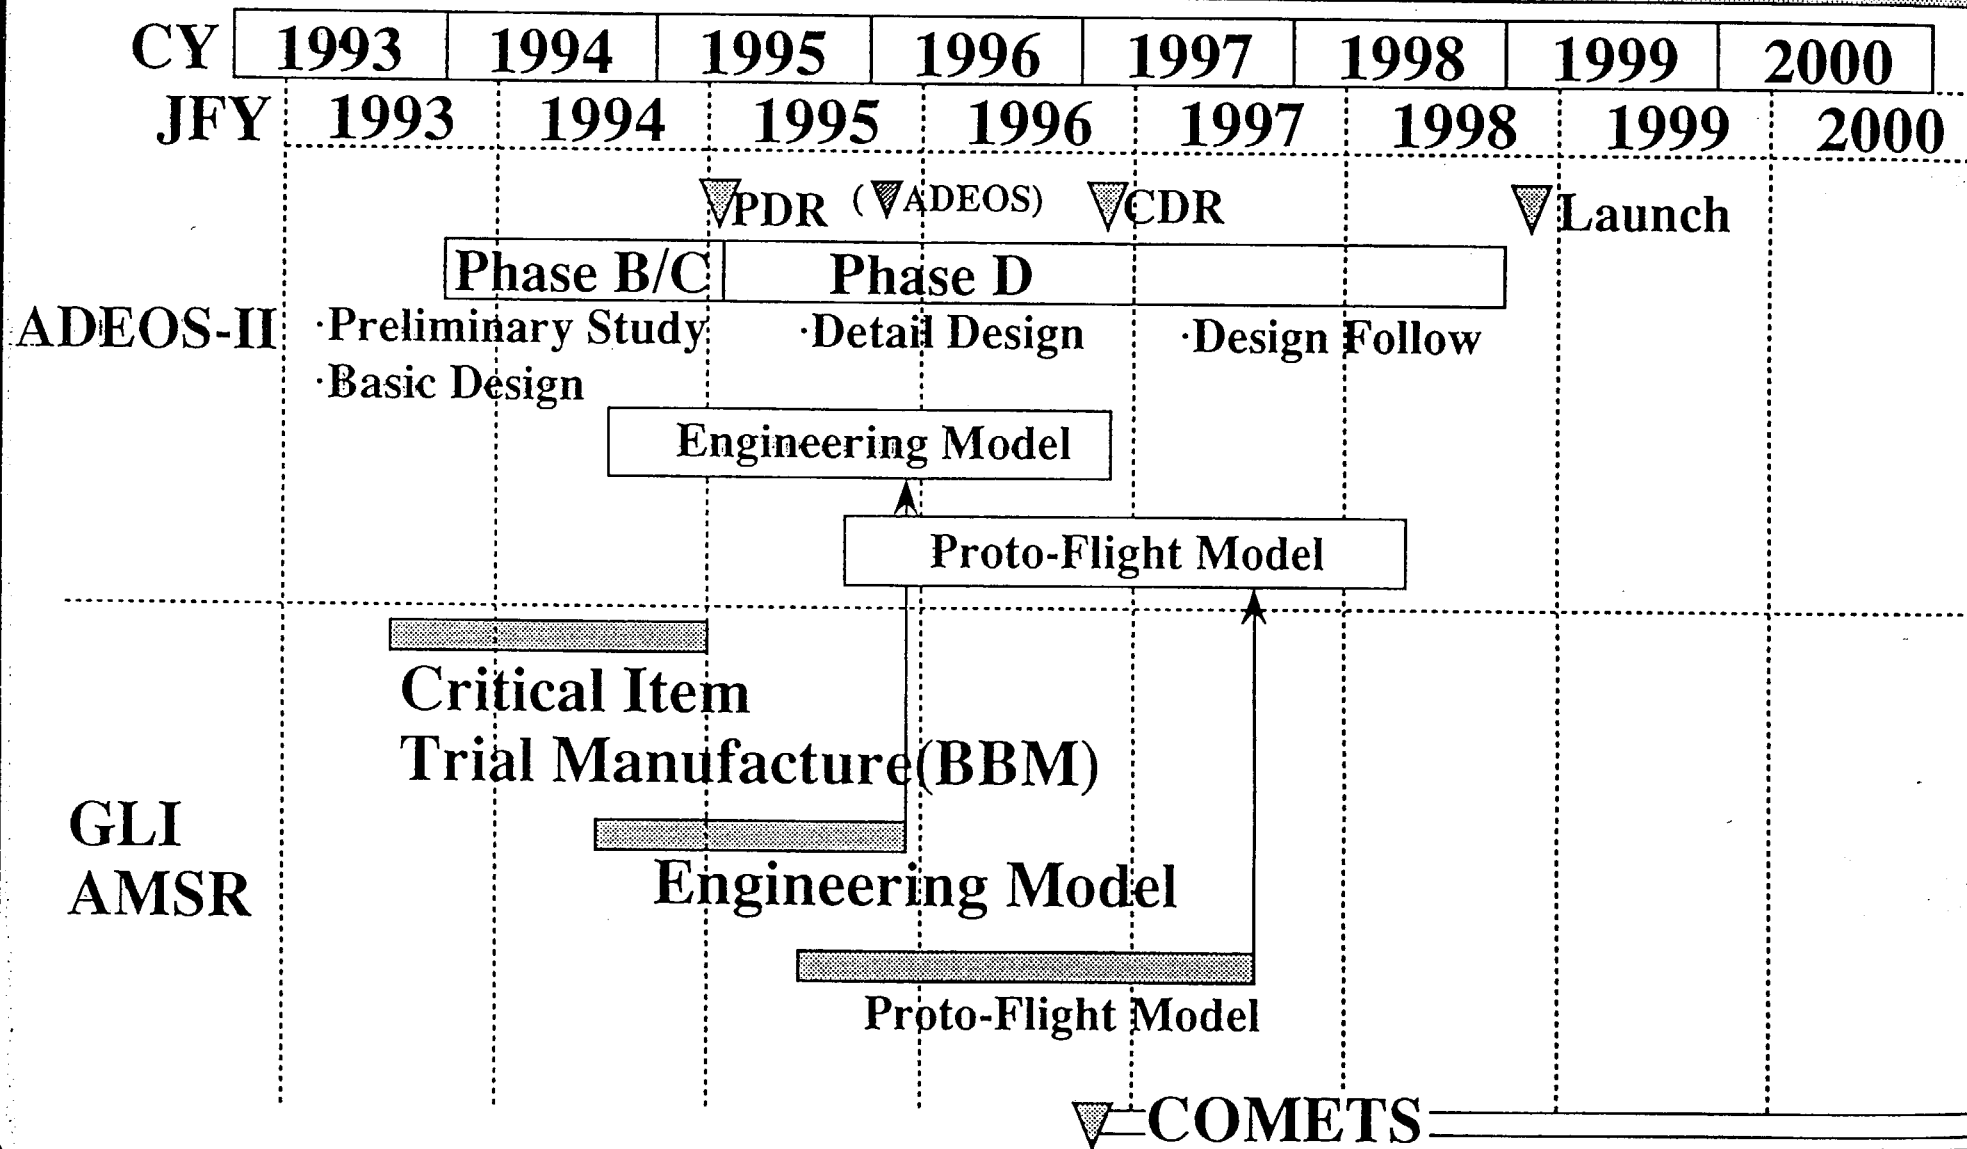 CY 1993 1994 1995 1996 1997 1998 1999 2000
JFY 1993 1994 1995 1996 1997 1998 1999 2000
PDR (ADEOS) CDR Launch
Phase B/C Phase D
ADEOS-II ·Preliminary Study ·Detail Design ·Design Follow
·Basic Design
Engineering Model
Proto-Flight Model
Critical Item
Trial Manufacture(BBM)
GLI
AMSR
Engineering Model
Proto-Flight Model
COMETS